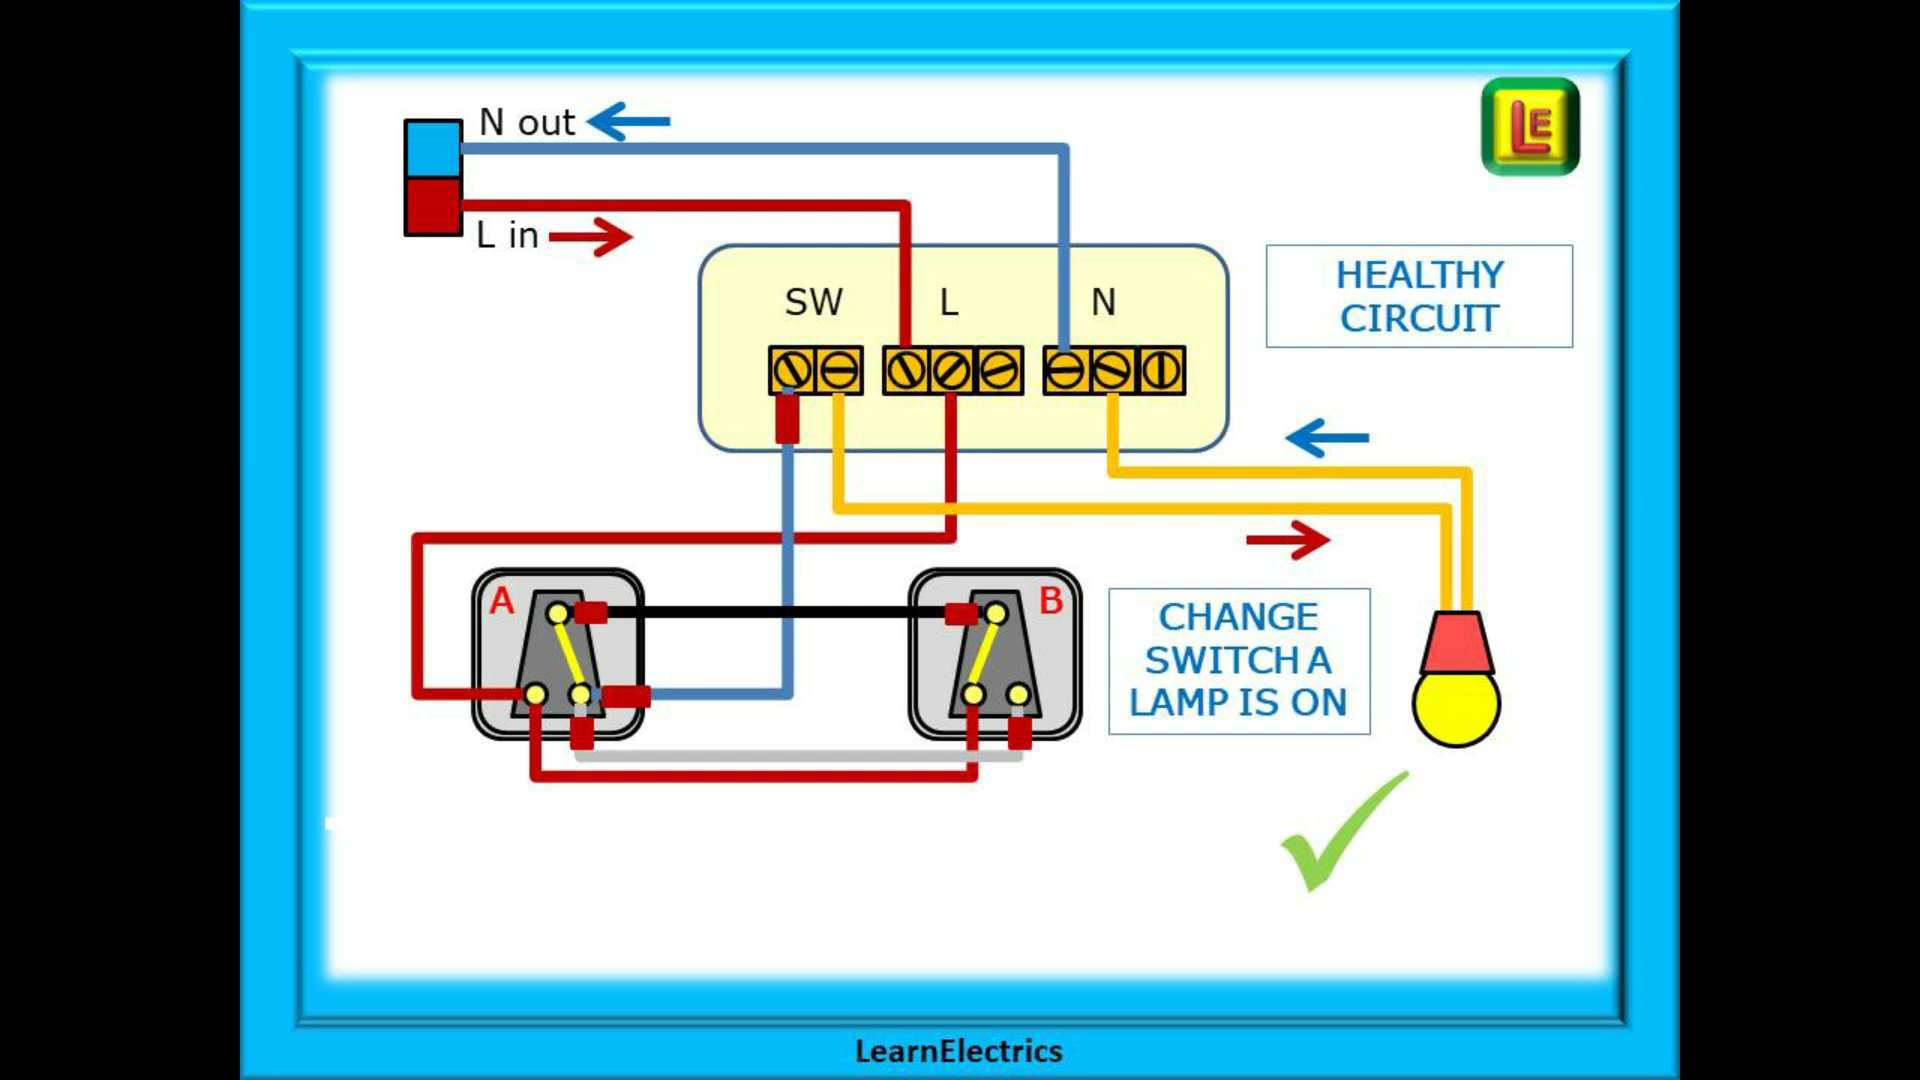 N out
LE
L in
SW L N
HEALTHY
CIRCUIT
A
B
CHANGE
SWITCH A
LAMP IS ON
LearnElectrics